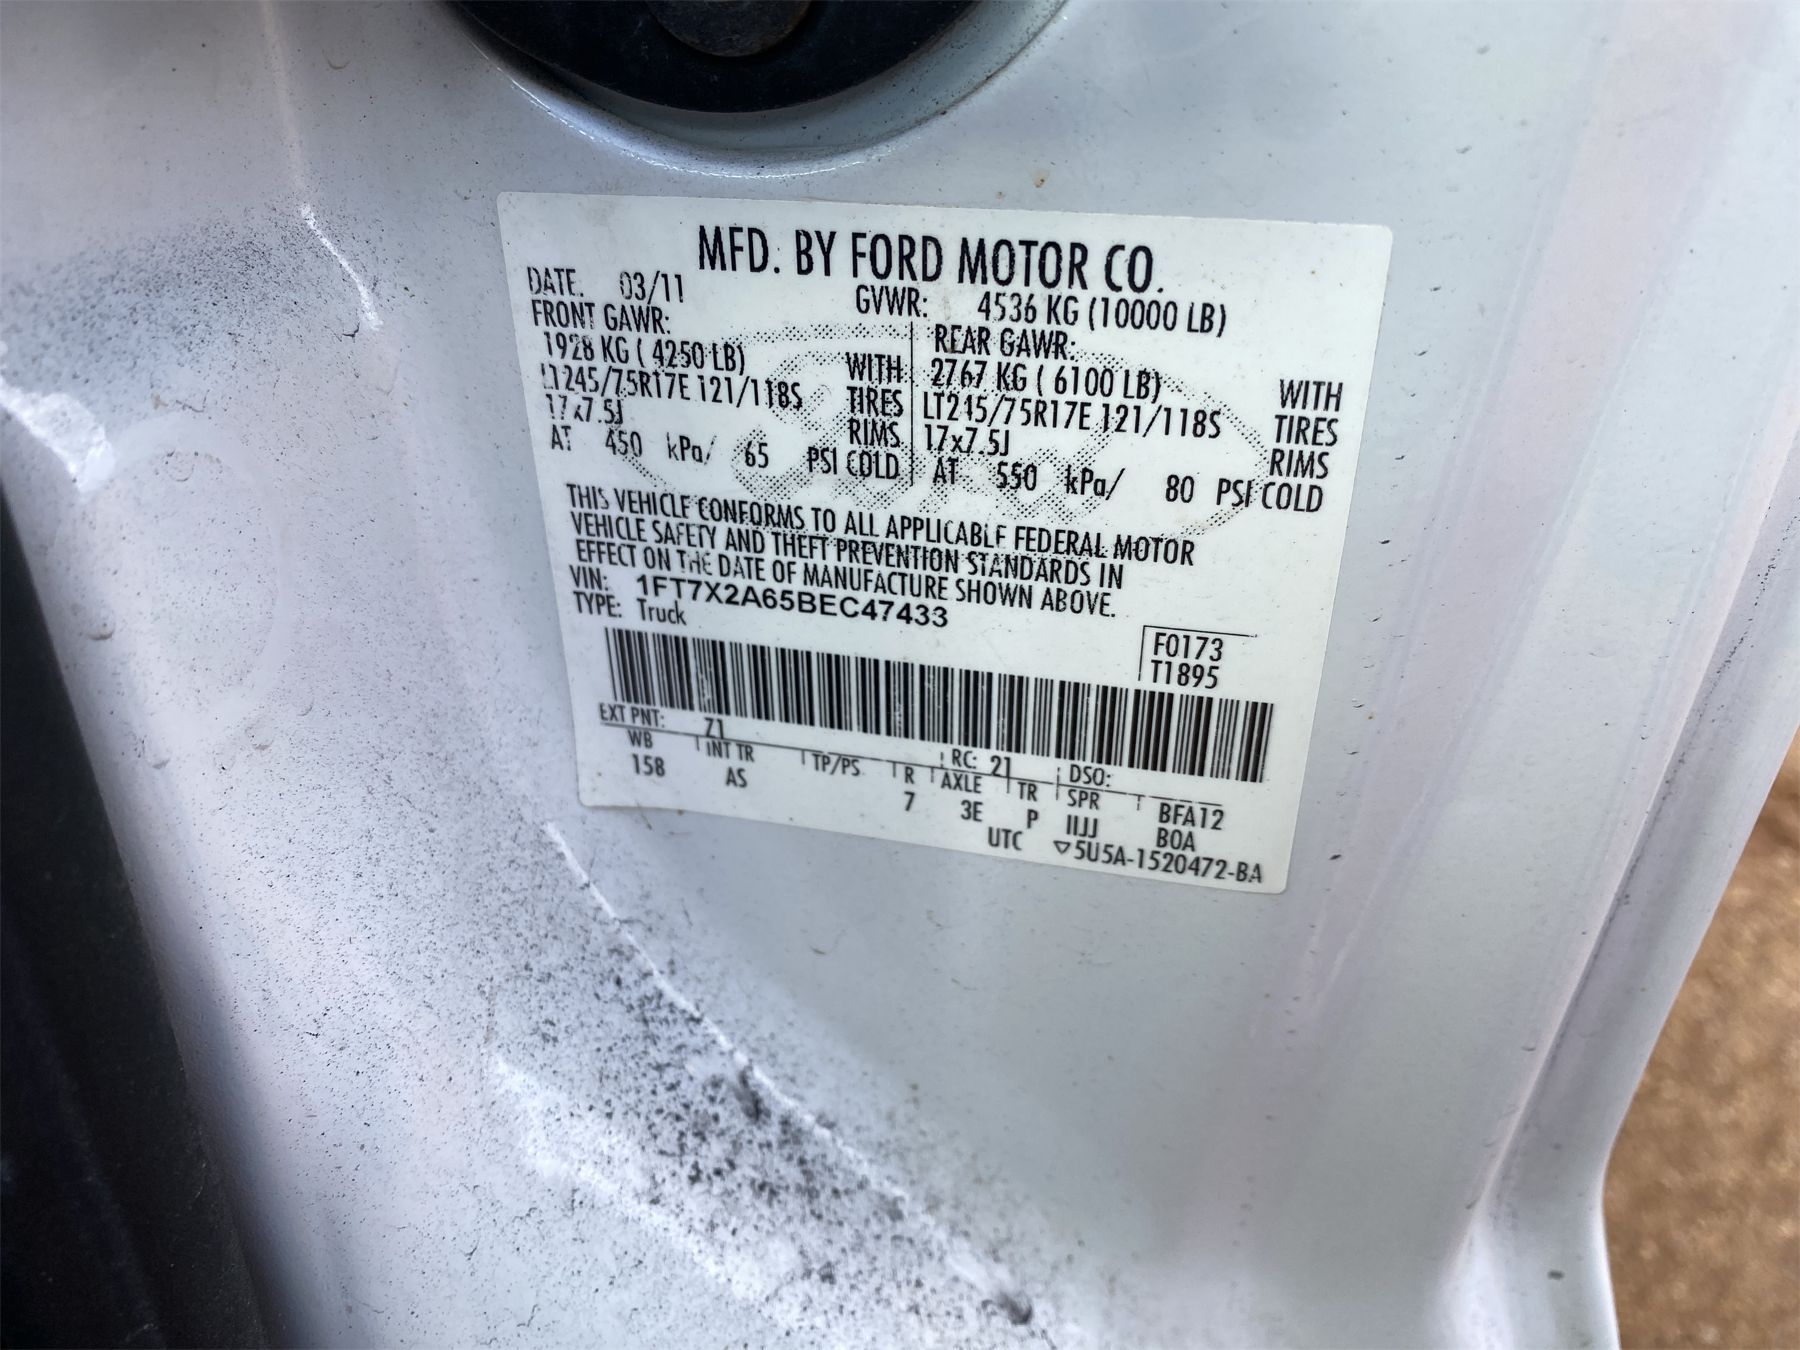 MFD. BY FORD MOTOR CO.
DATE. 03/11 GVWR: 4536 KG (10000 LB)
FRONT GAWR: REAR GAWR:
1928 KG ( 4250 LB) WITH 2767 KG ( 6100 LB) WITH
LT245/75R17E 121/118S TIRES LT245/75R17E 121/118S TIRES
17x7.5J RIMS 17x7.5J RIMS
AT 450 kPa/ 65 PSI COLD AT 550 kPa/ 80 PSI COLD
THIS VEHICLE CONFORMS TO ALL APPLICABLE FEDERAL MOTOR
VEHICLE SAFETY AND THEFT PREVENTION STANDARDS IN
EFFECT ON THE DATE OF MANUFACTURE SHOWN ABOVE.
VIN: 1FT7X2A65BEC47433
TYPE: Truck
F0173
T1895
EXT PNT: Z1 RC: 21 DSO:
WB INT TR TP/PS R AXLE TR SPR BFA12
158 AS 7 3E P IIJJ BOA
UTC ▽5U5A-1520472-BA